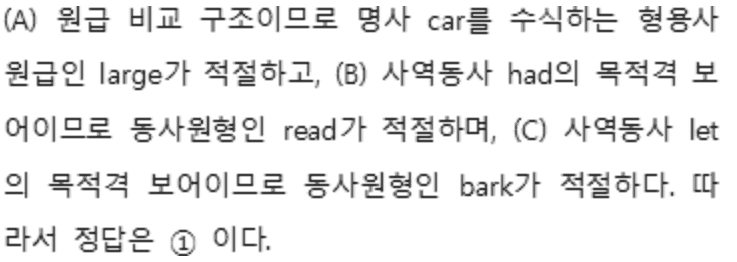 (A) 원급 비교 구조이므로 명사 car를 수식하는 형용사
원급인 large가 적절하고, (B) 사역동사 had의 목적격 보
어이므로 동사원형인 read가 적절하며, (C) 사역동사 let
의 목적격 보어이므로 동사원형인 bark가 적절하다. 따
라서 정답은 ① 이다.